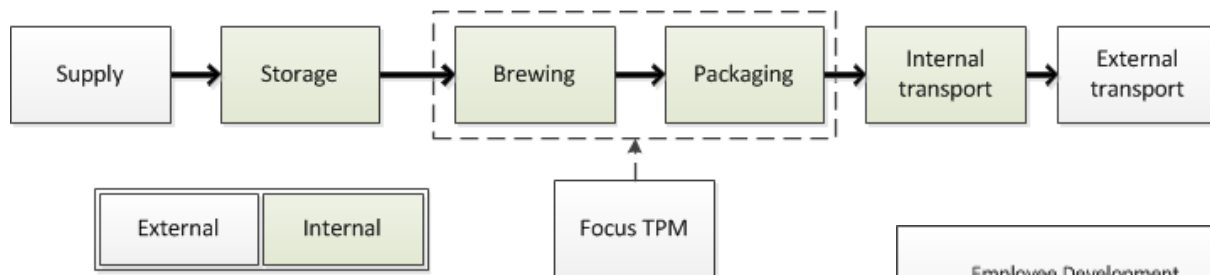 Supply
Storage
Brewing
Packaging
Internal
transport
External
transport
External
Internal
Focus TPM
Employee Development